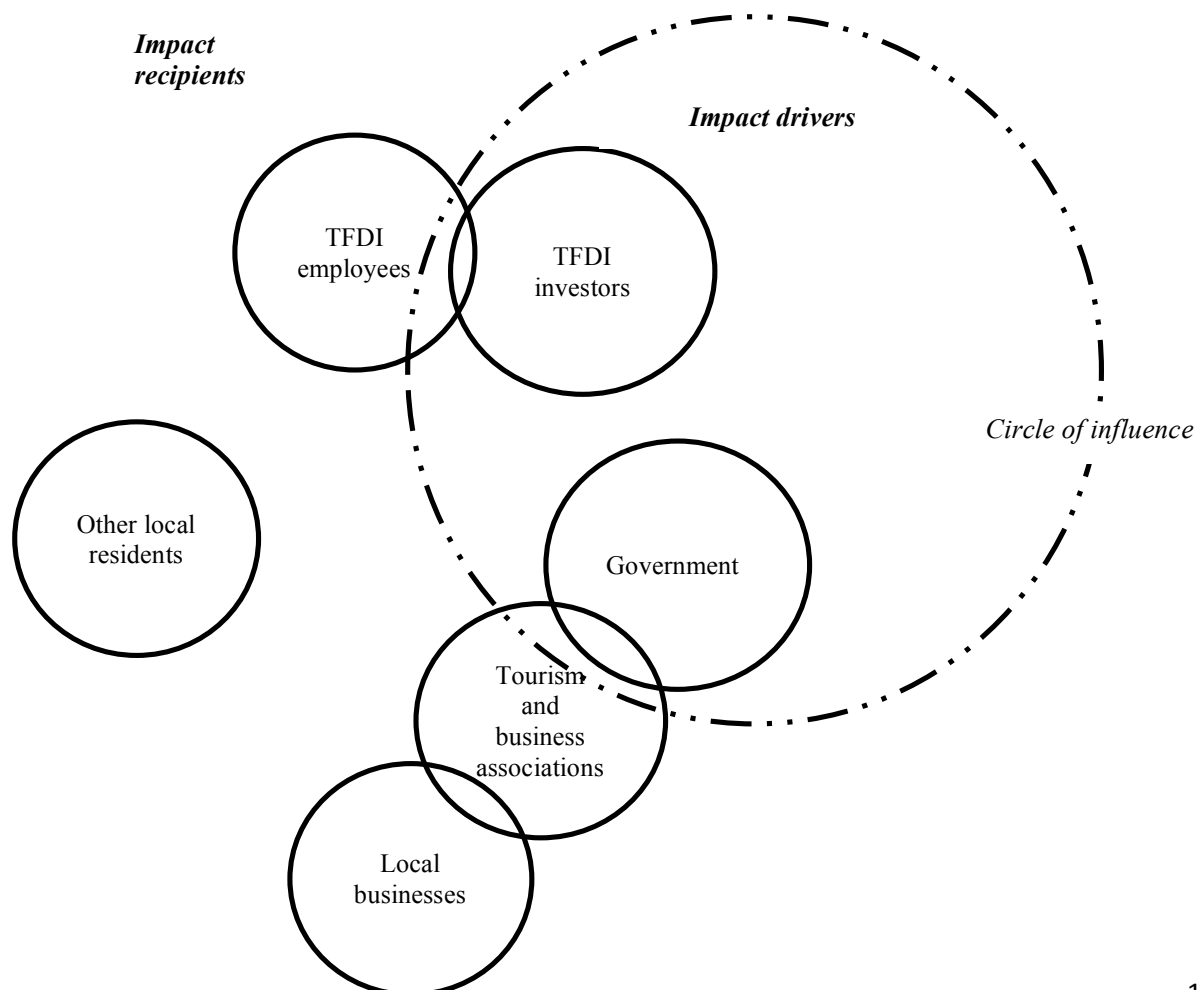 Impact
recipients
Impact drivers
TFDI
employees
TFDI
investors
Circle of influence
Other local
residents
Government
Tourism
and
business
associations
Local
businesses
1